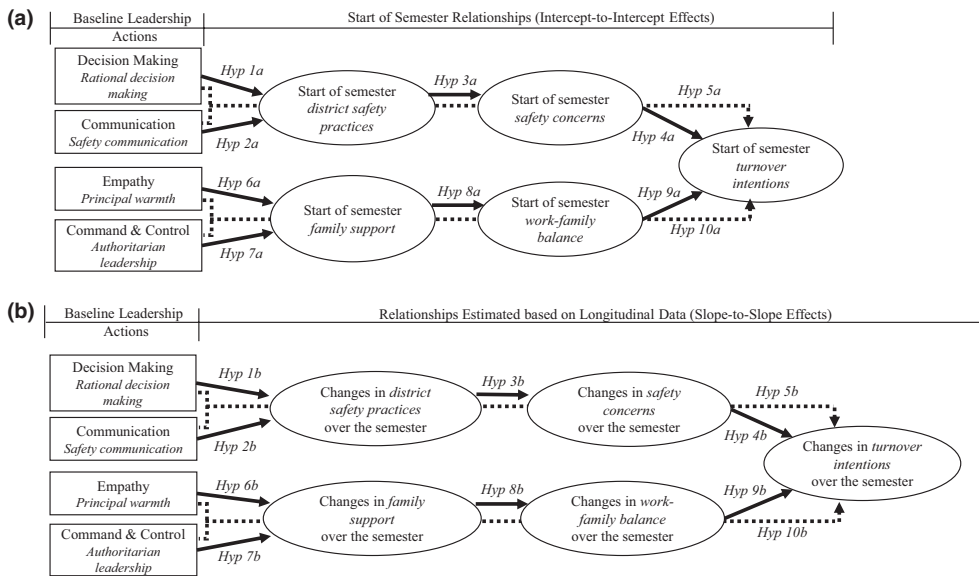 (a)
Baseline Leadership
Actions
Start of Semester Relationships (Intercept-to-Intercept Effects)
Decision Making
Rational decision
making
Communication
Safety communication
Hyp 1a
Hyp 2a
Start of semester
district safety
practices
Hyp 3a
Start of semester
safety concerns
Hyp 5a
Hyp 4a
Start of semester
turnover
intentions
Empathy
Principal warmth
Command & Control
Authoritarian
leadership
Hyp 6a
Hyp 7a
Start of semester
family support
Hyp 8a
Start of semester
work-family
balance
Hyp 9a
Hyp 10a
(b)
Baseline Leadership
Actions
Relationships Estimated based on Longitudinal Data (Slope-to-Slope Effects)
Decision Making
Rational decision
making
Communication
Safety communication
Hyp 1b
Hyp 2b
Changes in district
safety practices
over the semester
Hyp 3b
Changes in safety
concerns
over the semester
Hyp 5b
Hyp 4b
Changes in turnover
intentions
over the semester
Empathy
Principal warmth
Command & Control
Authoritarian
leadership
Hyp 6b
Hyp 7b
Changes in family
support
over the semester
Hyp 8b
Changes in work-
family balance
over the semester
Hyp 9b
Hyp 10b